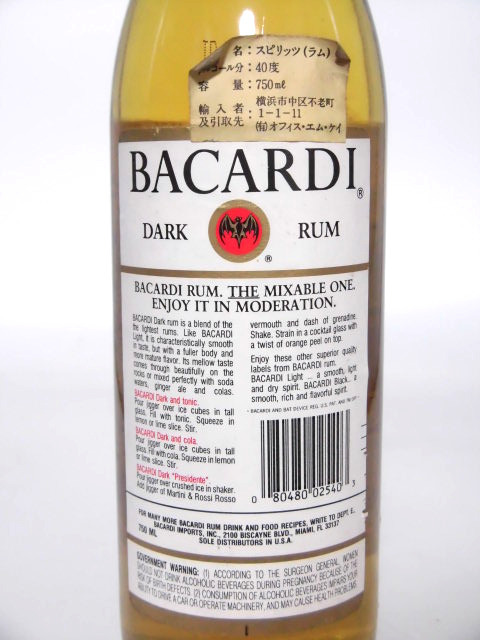 名：スピリッツ(ラム)
アルコール分：40度
容 量：750mℓ
輸入者
及引取先：横浜市中区不老町
1-1-11
(有)オフィス・エム・ケイ
BACARDI®
DARK RUM
®
BACARDI RUM. THE MIXABLE ONE.
ENJOY IT IN MODERATION.
BACARDI Dark rum is a blend of the
the lightest rums. Like BACARDI
Light, it is characteristically smooth
in taste, but with a fuller body and
more mature flavor. Its mellow taste
comes through beautifully on the
rocks or mixed perfectly with soda
waters, ginger ale and colas.
BACARDI Dark and tonic.
Pour jigger over ice cubes in tall
glass. Fill with tonic. Squeeze in
lemon or lime slice. Stir.
BACARDI Dark and cola.
Pour jigger over ice cubes in tall
glass. Fill with cola. Squeeze in lemon
or lime slice. Stir.
BACARDI Dark "Presidente"
Pour jigger over crushed ice in shaker.
Add jigger of Martini & Rossi Rosso
vermouth and dash of grenadine.
Shake. Strain in a cocktail glass with
a twist of orange peel on top.
Enjoy these other superior quality
labels from BACARDI rum.
BACARDI Light ... a smooth, light
and dry spirit. BACARDI Black... a
smooth, rich and flavorful spirit.
BACARDI AND BAT DEVICE REG. U.S. PAT. AND TM OFF.
0 80480 02540 3
FOR MANY MORE BACARDI RUM DRINK AND FOOD RECIPES, WRITE TO DEPT. E,
BACARDI IMPORTS, INC., 2100 BISCAYNE BLVD., MIAMI, FL 33137
SOLE DISTRIBUTORS IN U.S.A.
750 ML
GOVERNMENT WARNING: (1) ACCORDING TO THE SURGEON GENERAL, WOMEN
SHOULD NOT DRINK ALCOHOLIC BEVERAGES DURING PREGNANCY BECAUSE OF THE
RISK OF BIRTH DEFECTS. (2) CONSUMPTION OF ALCOHOLIC BEVERAGES IMPAIRS YOUR
ABILITY TO DRIVE A CAR OR OPERATE MACHINERY, AND MAY CAUSE HEALTH PROBLEMS.